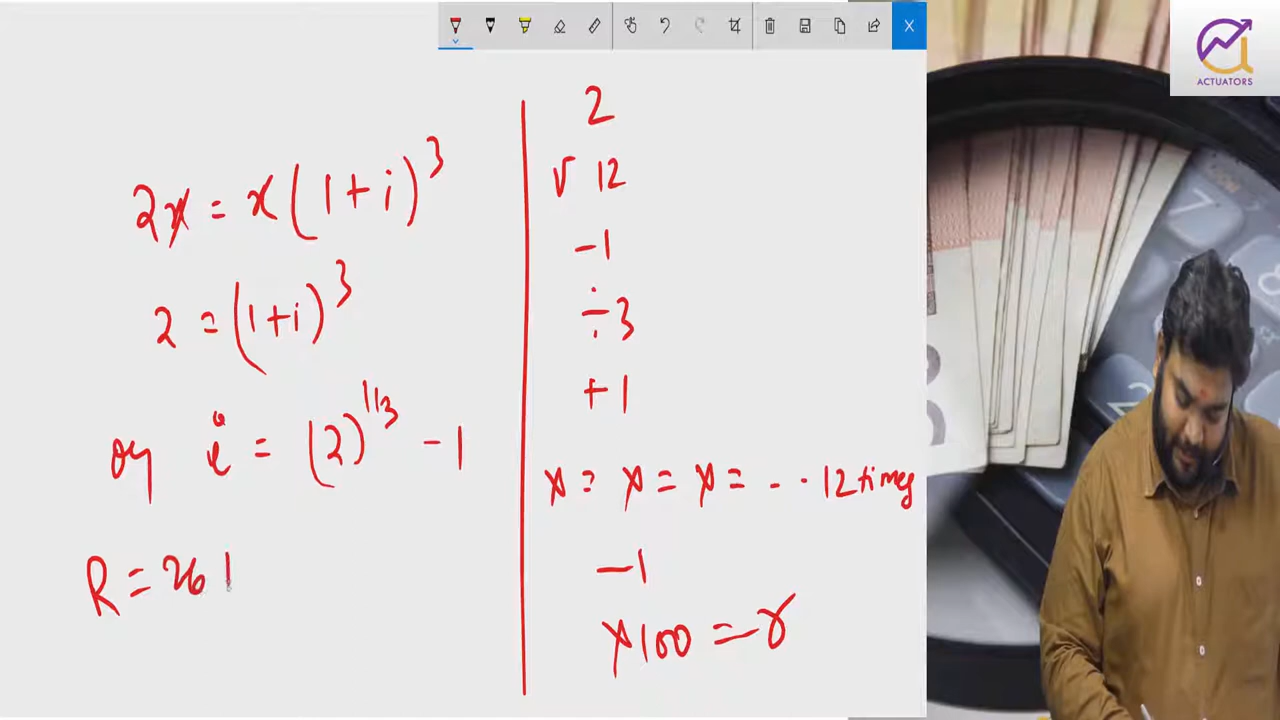 2x = x(1+i)^3
2 = (1+i)^3
or i = (2)^1/3 - 1
R = 26 1
2
√ 12
-1
÷3
+1
x = x = x = ... 12 times
-1
x100 = r
ACTUATORS